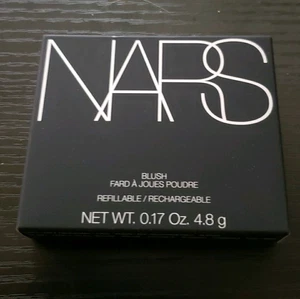 NARS
BLUSH
FARD À JOUES POUDRE
REFILLABLE / RECHARGEABLE
NET WT. 0.17 Oz. 4.8 g